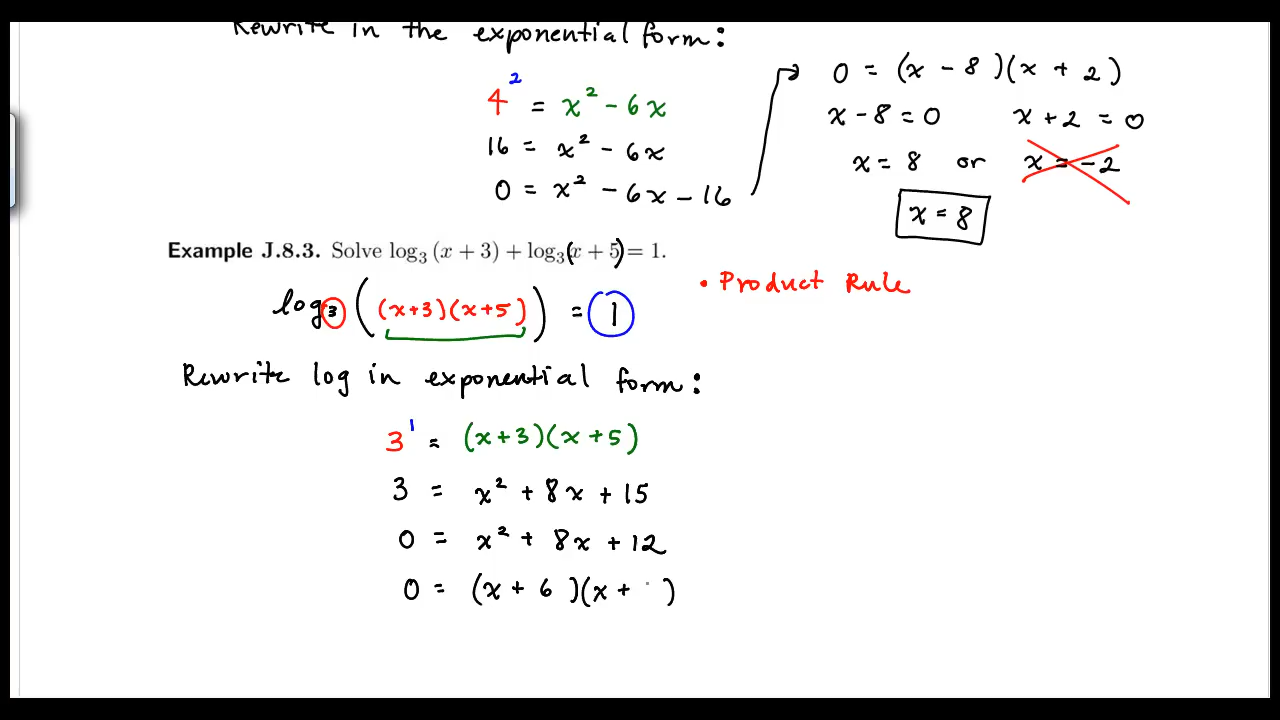 Rewrite in the exponential form:
4² = x² - 6x
16 = x² - 6x
0 = x² - 6x - 16
0 = (x - 8)(x + 2)
x - 8 = 0 x + 2 = 0
x = 8 or x = -2
x = 8
Example J.8.3. Solve log₃ (x + 3) + log₃(x + 5) = 1.
log₃ ((x+3)(x+5)) = 1
• Product Rule
Rewrite log in exponential form:
3¹ = (x+3)(x+5)
3 = x² + 8x + 15
0 = x² + 8x + 12
0 = (x + 6 )(x + )